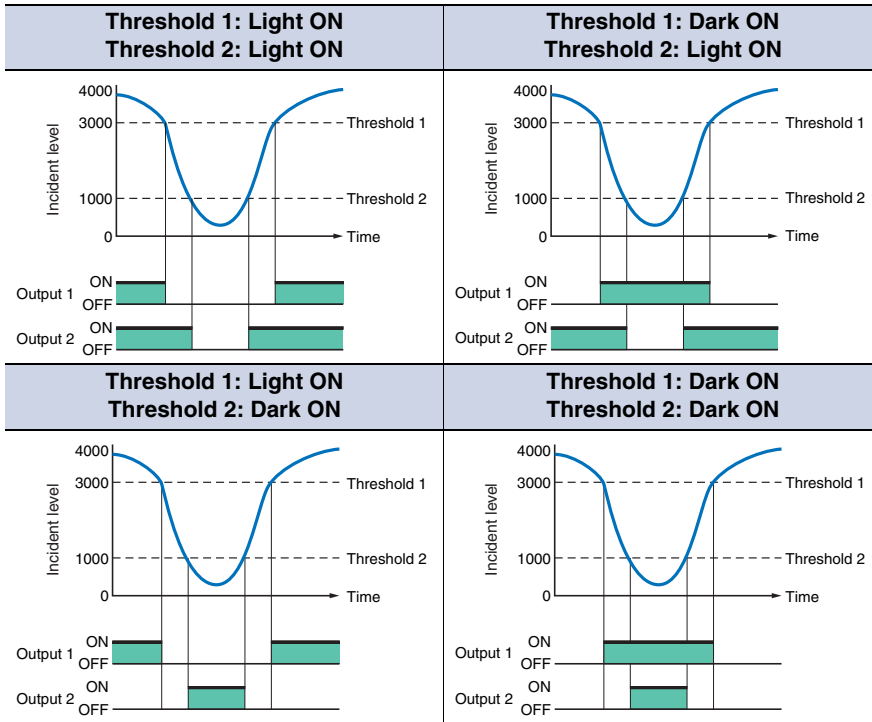 Threshold 1: Light ON
Threshold 2: Light ON
4000
3000
1000
0
Incident level
Threshold 1
Threshold 2
Time
Output 1
ON
OFF
Output 2
ON
OFF
Threshold 1: Dark ON
Threshold 2: Light ON
4000
3000
1000
0
Incident level
Threshold 1
Threshold 2
Time
Output 1
ON
OFF
Output 2
ON
OFF
Threshold 1: Light ON
Threshold 2: Dark ON
4000
3000
1000
0
Incident level
Threshold 1
Threshold 2
Time
Output 1
ON
OFF
Output 2
ON
OFF
Threshold 1: Dark ON
Threshold 2: Dark ON
4000
3000
1000
0
Incident level
Threshold 1
Threshold 2
Time
Output 1
ON
OFF
Output 2
ON
OFF